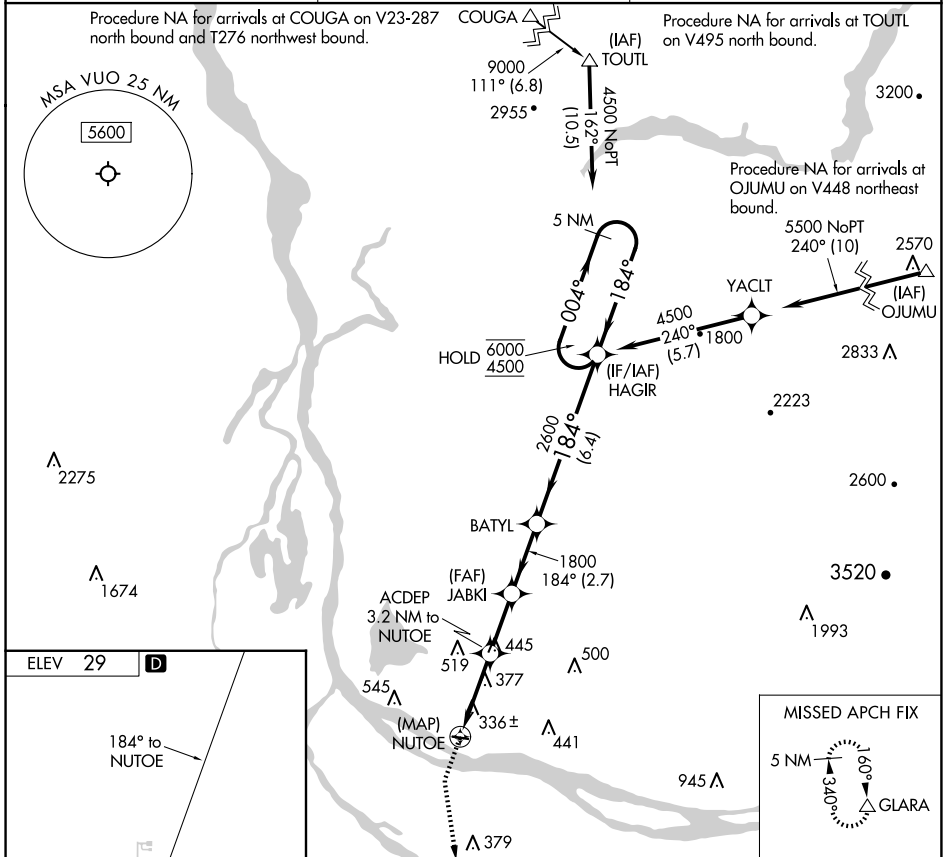 Procedure NA for arrivals at COUGA on V23-287
north bound and T276 northwest bound.
COUGA
(IAF)
TOUTL
Procedure NA for arrivals at TOUTL
on V495 north bound.
MSA VUO 25 NM
5600
9000
111° (6.8)
2955
4500 NoPT
162°
(10.5)
3200
Procedure NA for arrivals at
OJUMU on V448 northeast
bound.
5 NM
5500 NoPT
240° (10)
2570
(IAF)
OJUMU
YACLT
004°
184°
4500
240°
(5.7)
1800
HOLD
6000
4500
(IF/IAF)
HAGIR
2833
2223
2600
184°
(6.4)
2275
2600
BATYL
1800
184° (2.7)
3520
1674
(FAF)
JABKI
ACDEP
3.2 NM to
NUTOE
1993
445
519
500
377
ELEV 29 D
545
336±
(MAP)
NUTOE
441
184° to
NUTOE
945
379
MISSED APCH FIX
5 NM
160°
340°
GLARA